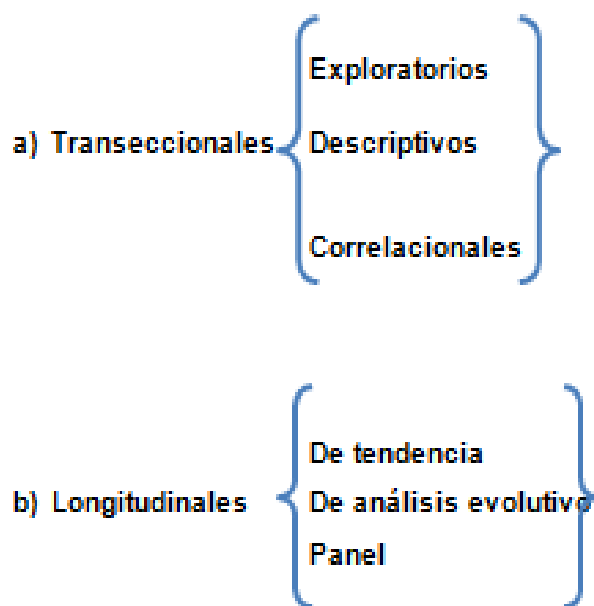 Exploratorios
a) Transeccionales
Descriptivos
Correlacionales
De tendencia
b) Longitudinales
De análisis evolutivo
Panel